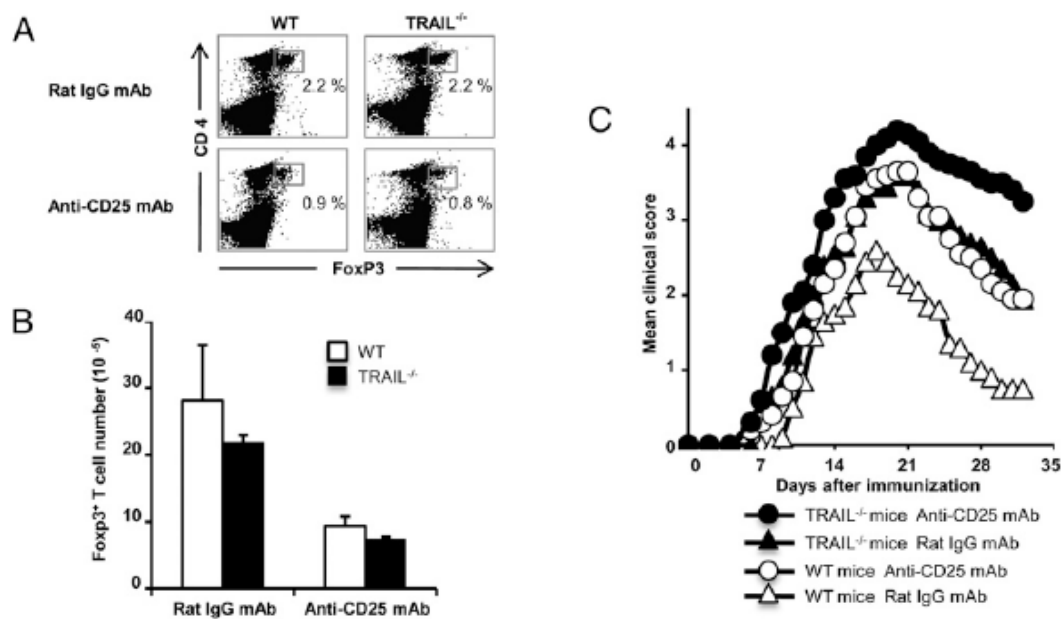 A
WT
TRAIL-/-
Rat IgG mAb
2.2 %
2.2 %
CD 4
Anti-CD25 mAb
0.9 %
0.8 %
FoxP3
B
Foxp3+ T cell number (10 -5)
40
30
20
10
0
WT
TRAIL-/-
Rat IgG mAb
Anti-CD25 mAb
C
Mean clinical score
4
3
2
1
0
0
7
14
21
28
35
Days after immunization
TRAIL-/- mice Anti-CD25 mAb
TRAIL-/- mice Rat IgG mAb
WT mice Anti-CD25 mAb
WT mice Rat IgG mAb